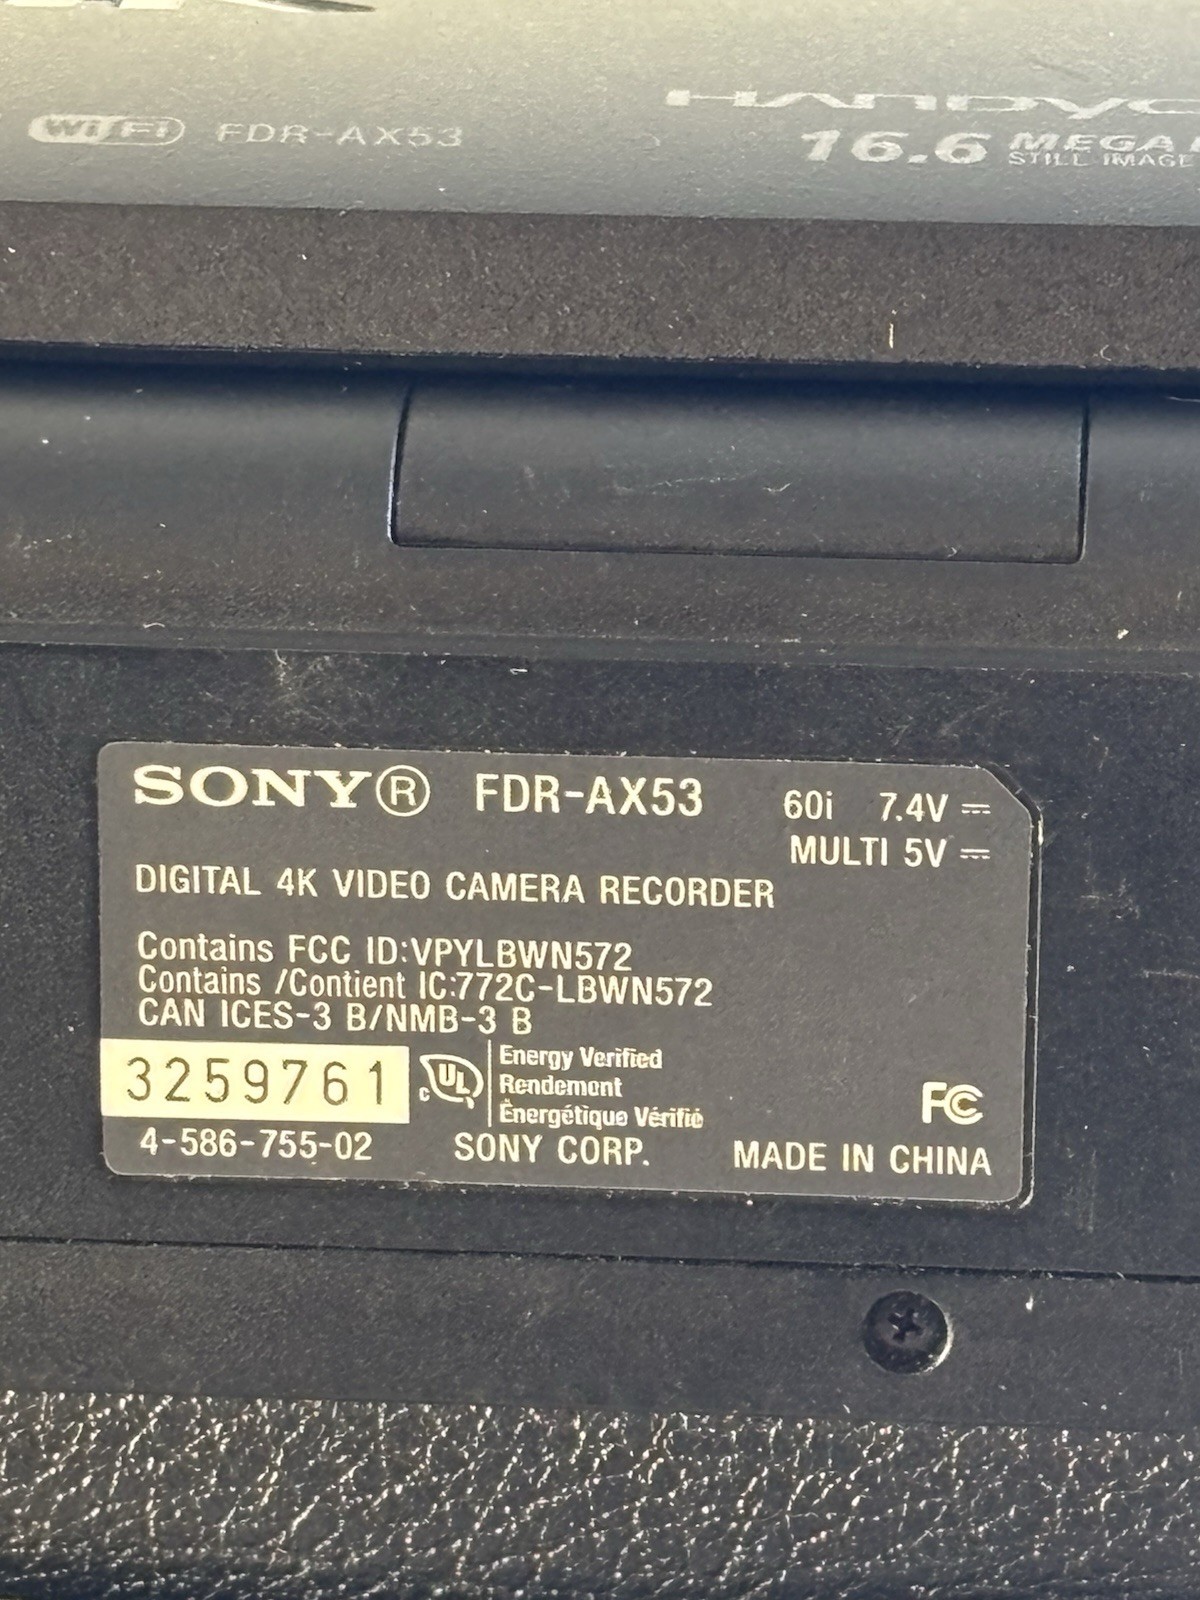 WiFi FDR-AX53
HANDYC
16.6 MEGA
STILL IMAGE
SONY® FDR-AX53 60i 7.4V ⎓
MULTI 5V ⎓
DIGITAL 4K VIDEO CAMERA RECORDER
Contains FCC ID:VPYLBWN572
Contains /Contient IC:772C-LBWN572
CAN ICES-3 B/NMB-3 B
3259761
c UL
Energy Verified
Rendement
Énergétique Vérifié
FC
4-586-755-02 SONY CORP. MADE IN CHINA